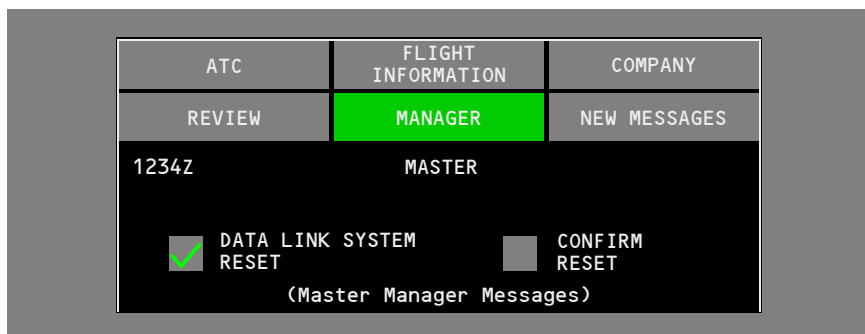 ATC
FLIGHT
INFORMATION
COMPANY
REVIEW
MANAGER
NEW MESSAGES
1234Z
MASTER
DATA LINK SYSTEM
RESET
CONFIRM
RESET
(Master Manager Messages)